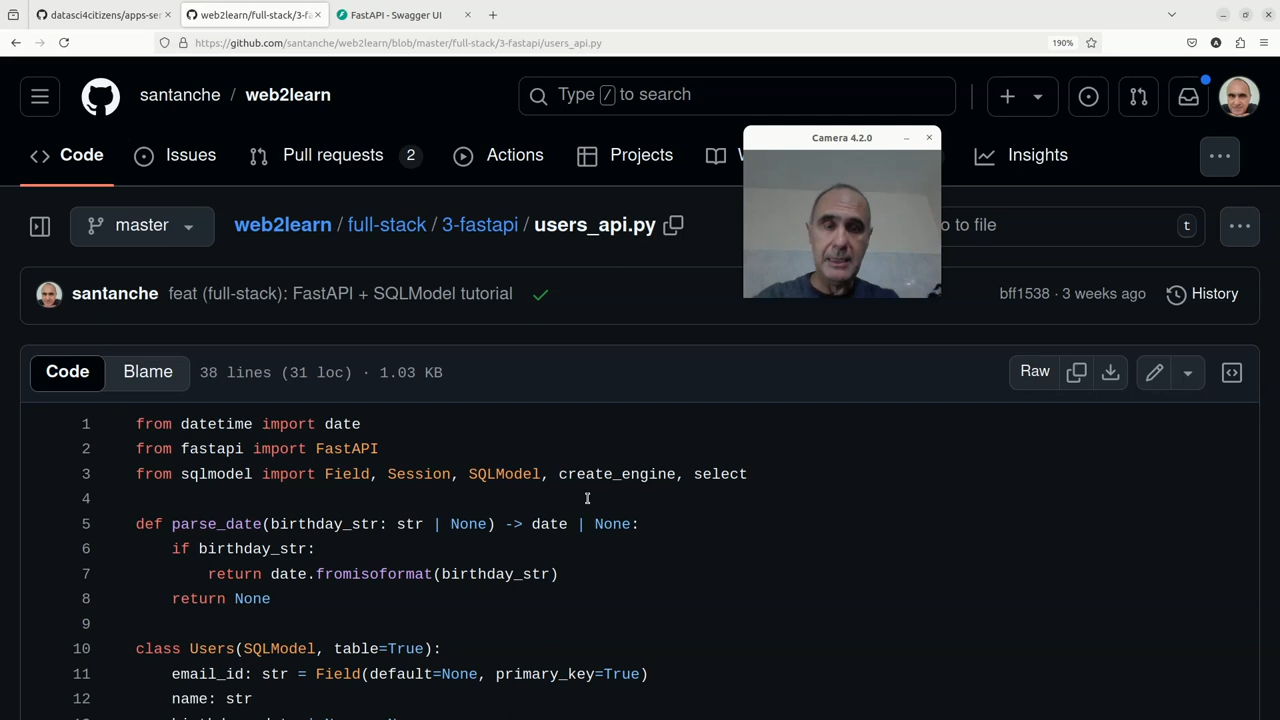 datasci4citizens/apps-ser
web2learn/full-stack/3-fa
FastAPI - Swagger UI
https://github.com/santanche/web2learn/blob/master/full-stack/3-fastapi/users_api.py
190%
santanche / web2learn
Type / to search
Code
Issues
Pull requests 2
Actions
Projects
Insights
Camera 4.2.0
master
web2learn / full-stack / 3-fastapi / users_api.py
o to file
t
santanche feat (full-stack): FastAPI + SQLModel tutorial
bff1538 · 3 weeks ago
History
Code
Blame
38 lines (31 loc) · 1.03 KB
Raw
1 from datetime import date
2 from fastapi import FastAPI
3 from sqlmodel import Field, Session, SQLModel, create_engine, select
4
5 def parse_date(birthday_str: str | None) -> date | None:
6 if birthday_str:
7 return date.fromisoformat(birthday_str)
8 return None
9
10 class Users(SQLModel, table=True):
11 email_id: str = Field(default=None, primary_key=True)
12 name: str